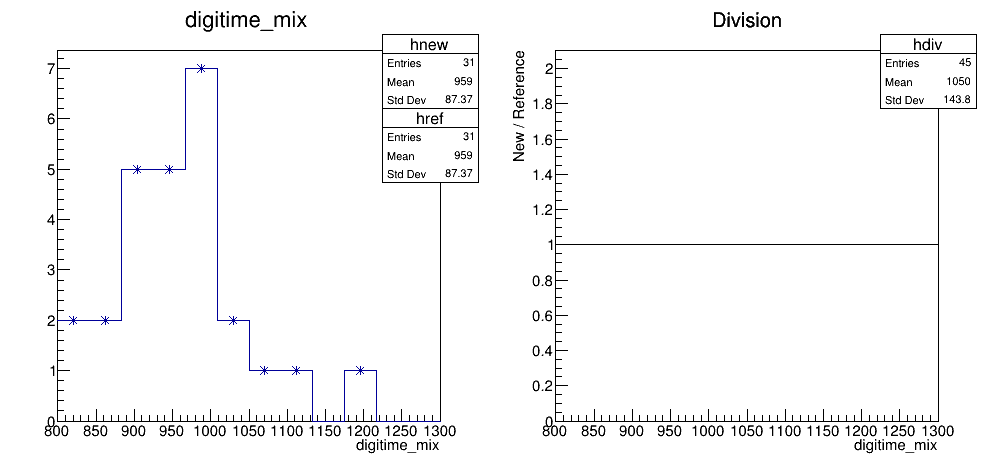 digitime_mix
hnew
Entries 31
Mean 959
Std Dev 87.37
href
Entries 31
Mean 959
Std Dev 87.37
7
6
5
4
3
2
1
0
800 850 900 950 1000 1050 1100 1150 1200 1250 1300
digitime_mix
Division
hdiv
Entries 45
Mean 1050
Std Dev 143.8
New / Reference
2
1.8
1.6
1.4
1.2
1
0.8
0.6
0.4
0.2
0
800 850 900 950 1000 1050 1100 1150 1200 1250 1300
digitime_mix